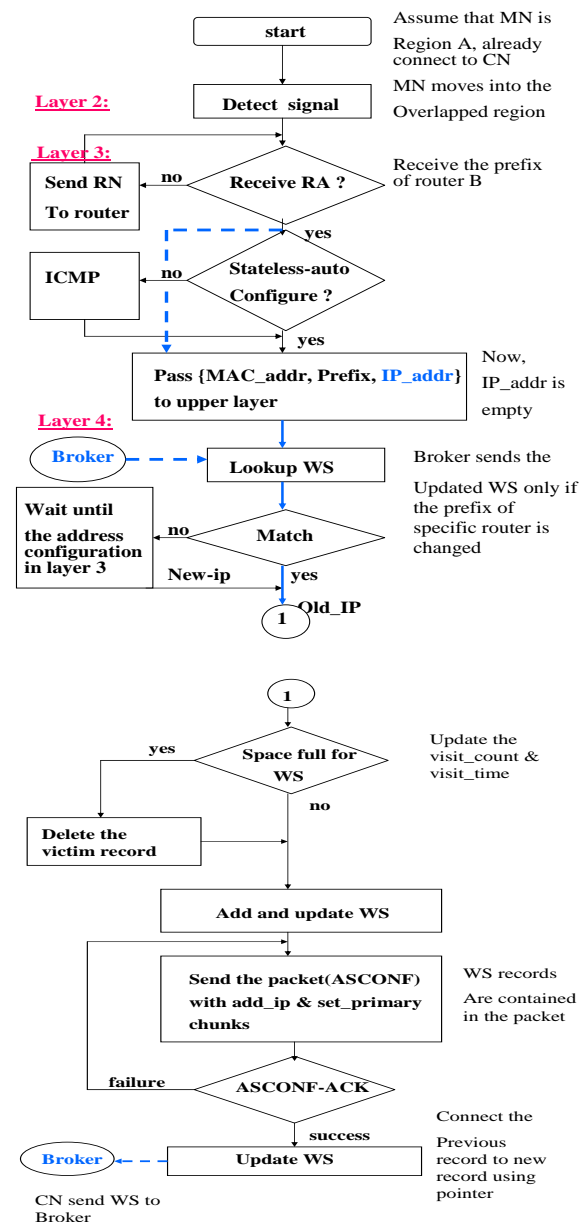 start
Assume that MN is
Region A, already
connect to CN
Layer 2:
Detect signal
MN moves into the
Overlapped region
Layer 3:
Send RN
To router
no
Receive RA ?
Receive the prefix
of router B
yes
ICMP
no
Stateless-auto
Configure ?
yes
Pass {MAC_addr, Prefix, IP_addr}
to upper layer
Now,
IP_addr is
empty
Layer 4:
Broker
Lookup WS
Broker sends the
Updated WS only if
the prefix of
specific router is
changed
Wait until
the address
configuration
in layer 3
no
Match
New-ip
yes
Old_IP
1
1
yes
Space full for
WS
Update the
visit_count &
visit_time
no
Delete the
victim record
Add and update WS
Send the packet(ASCONF)
with add_ip & set_primary
chunks
WS records
Are contained
in the packet
failure
ASCONF-ACK
success
Connect the
Previous
record to new
record using
pointer
Broker
Update WS
CN send WS to
Broker